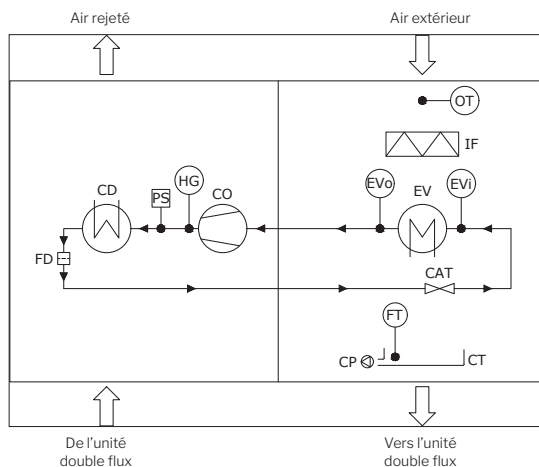 Air rejeté
Air extérieur
OT
IF
HG
CD
PS
CO
EVo
EV
EVi
FD
CAT
FT
CP
CT
De l'unité
double flux
Vers l'unité
double flux